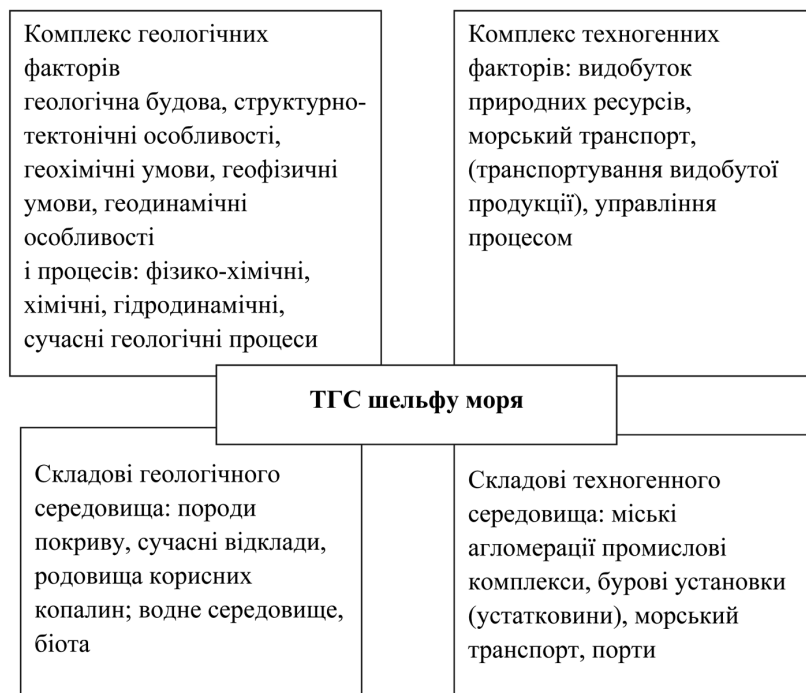 Комплекс геологічних
факторів
геологічна будова, структурно-
тектонічні особливості,
геохімічні умови, геофізичні
умови, геодинамічні
особливості
і процесів: фізико-хімічні,
хімічні, гідродинамічні,
сучасні геологічні процеси
Комплекс техногенних
факторів: видобуток
природних ресурсів,
морський транспорт,
(транспортування видобутої
продукції), управління
процесом
ТГС шельфу моря
Складові геологічного
середовища: породи
покриву, сучасні відклади,
родовища корисних
копалин; водне середовище,
біота
Складові техногенного
середовища: міські
агломерації промислові
комплекси, бурові установки
(устатковини), морський
транспорт, порти